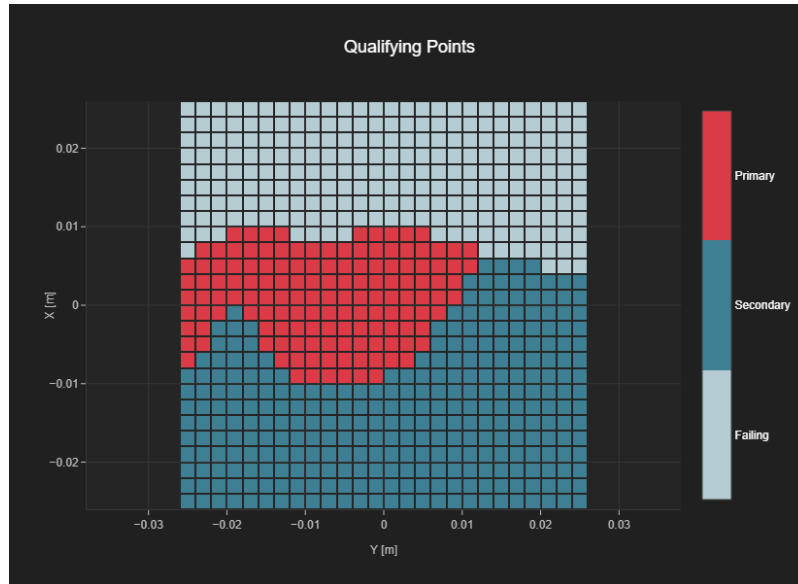 Qualifying Points
0.02
0.01
0
−0.01
−0.02
X [m]
−0.03
−0.02
−0.01
0
0.01
0.02
0.03
Y [m]
Primary
Secondary
Failing